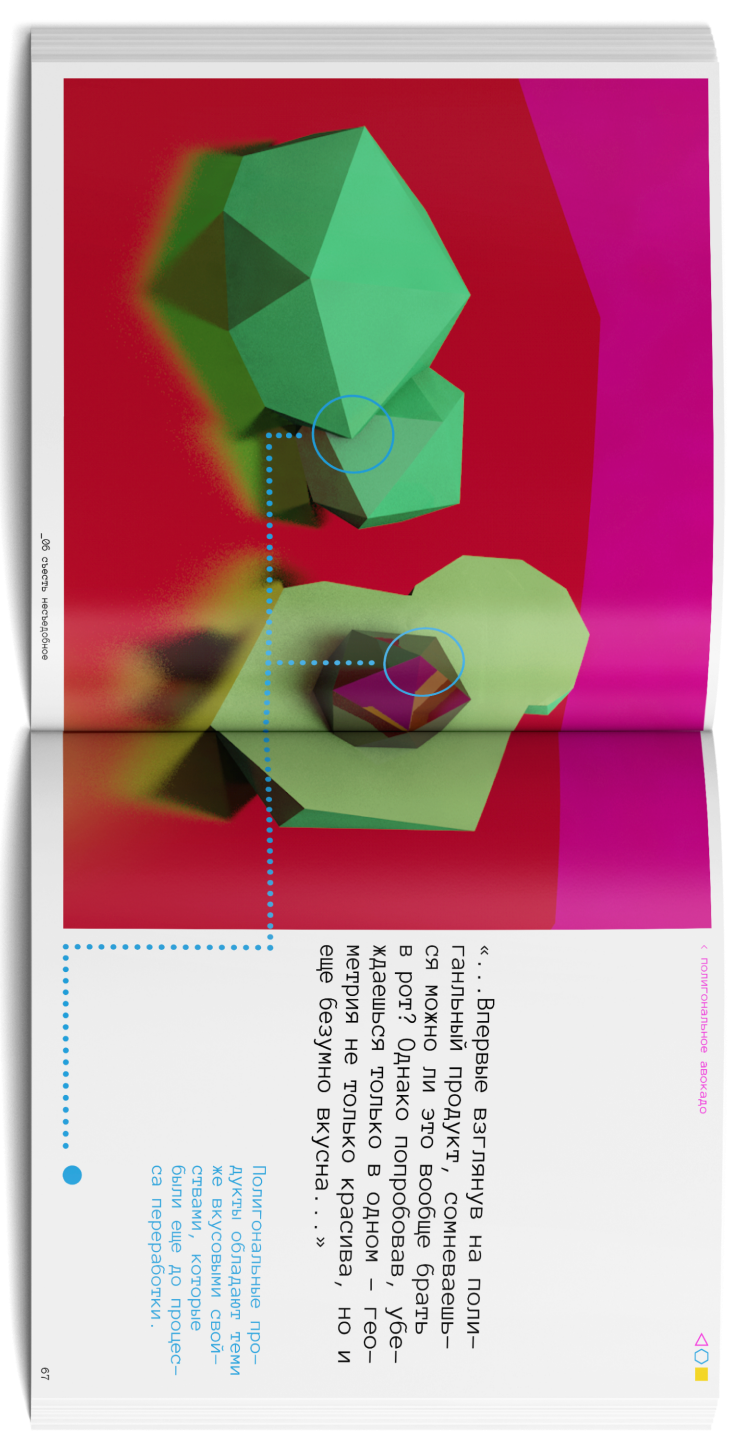 < полигональное авокадо
«...Впервые взглянув на поли–
ганльный продукт, сомневаешь–
ся можно ли это вообще брать
в рот? Однако попробовав, убе–
ждаешься только в одном – гео–
метрия не только красива, но и
еще безумно вкусна...»
Полигональные про–
дукты обладают теми
же вкусовыми свой–
ствами, которые
были еще до процес–
са переработки.
_06 съесть несъедобное
67